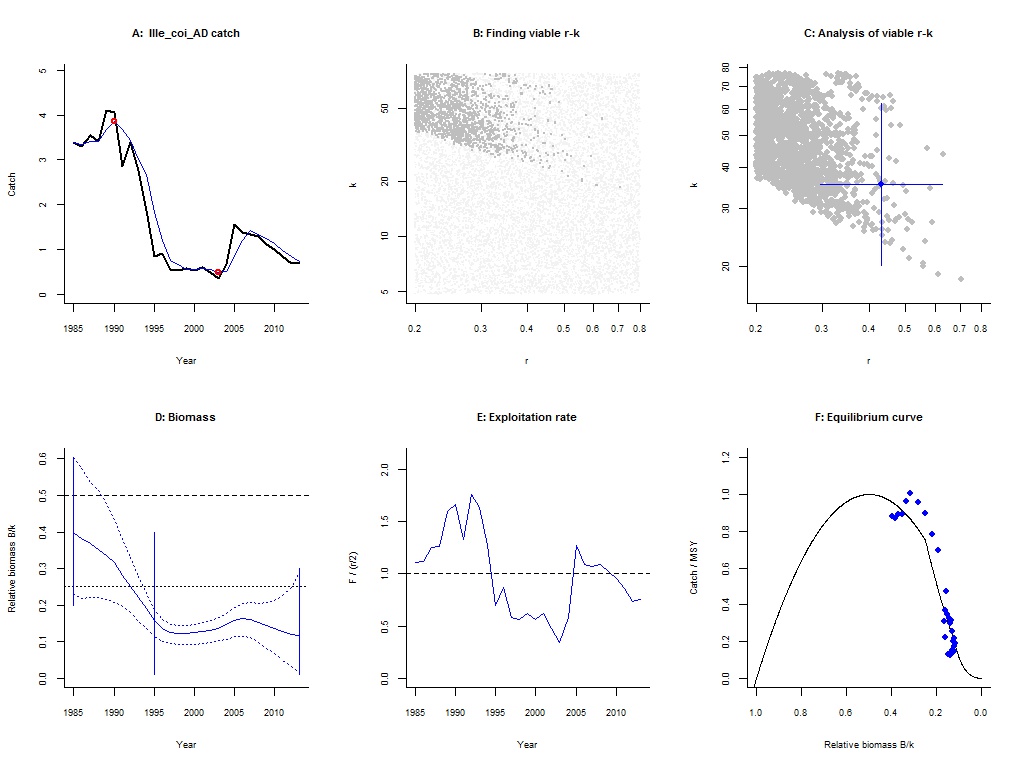 A: Ille_coi_AD catch
Catch
5
4
3
2
1
0
1985 1990 1995 2000 2005 2010
Year
B: Finding viable r-k
k
50
20
10
5
0.2 0.3 0.4 0.5 0.6 0.7 0.8
r
C: Analysis of viable r-k
k
80
70
60
50
40
30
20
0.2 0.3 0.4 0.5 0.6 0.7 0.8
r
D: Biomass
Relative biomass B/k
0.6
0.5
0.4
0.3
0.2
0.1
0.0
1985 1990 1995 2000 2005 2010
Year
E: Exploitation rate
F / (r/2)
2.0
1.5
1.0
0.5
0.0
1985 1990 1995 2000 2005 2010
Year
F: Equilibrium curve
Catch / MSY
1.2
1.0
0.8
0.6
0.4
0.2
0.0
1.0 0.8 0.6 0.4 0.2 0.0
Relative biomass B/k